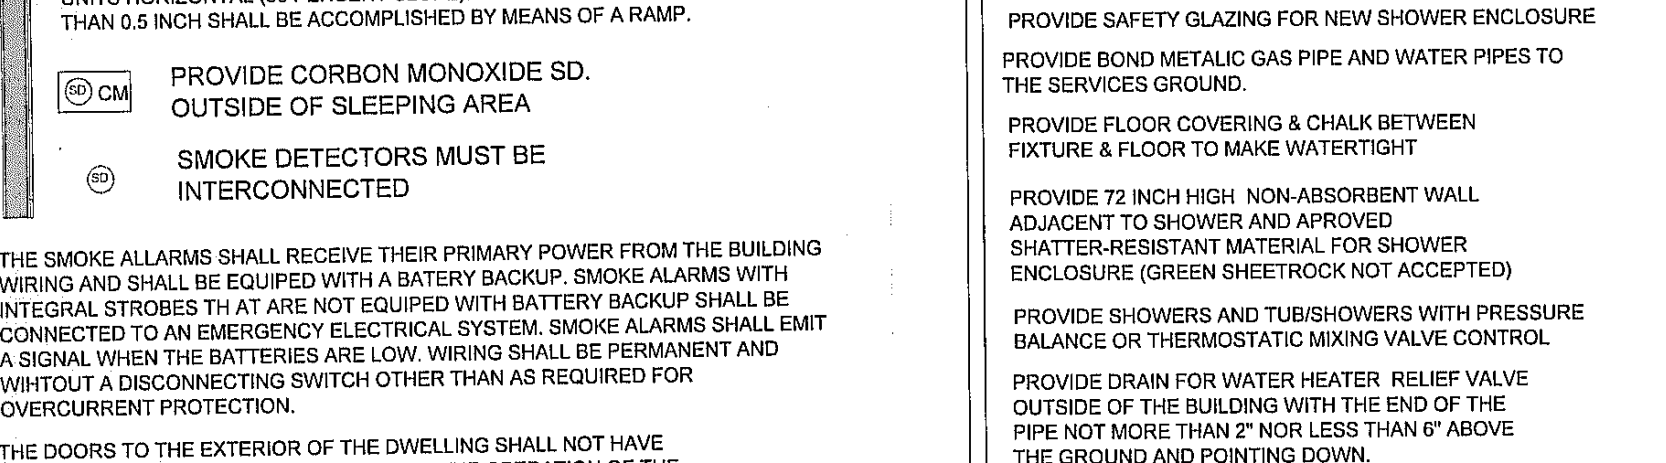 THAN 0.5 INCH SHALL BE ACCOMPLISHED BY MEANS OF A RAMP.
SD CM
PROVIDE CORBON MONOXIDE SD.
OUTSIDE OF SLEEPING AREA
SD
SMOKE DETECTORS MUST BE
INTERCONNECTED
THE SMOKE ALLARMS SHALL RECEIVE THEIR PRIMARY POWER FROM THE BUILDING
WIRING AND SHALL BE EQUIPED WITH A BATERY BACKUP. SMOKE ALARMS WITH
INTEGRAL STROBES TH AT ARE NOT EQUIPED WITH BATTERY BACKUP SHALL BE
CONNECTED TO AN EMERGENCY ELECTRICAL SYSTEM. SMOKE ALARMS SHALL EMIT
A SIGNAL WHEN THE BATTERIES ARE LOW. WIRING SHALL BE PERMANENT AND
WIHTOUT A DISCONNECTING SWITCH OTHER THAN AS REQUIRED FOR
OVERCURRENT PROTECTION.
THE DOORS TO THE EXTERIOR OF THE DWELLING SHALL NOT HAVE
PROVIDE SAFETY GLAZING FOR NEW SHOWER ENCLOSURE
PROVIDE BOND METALIC GAS PIPE AND WATER PIPES TO
THE SERVICES GROUND.
PROVIDE FLOOR COVERING & CHALK BETWEEN
FIXTURE & FLOOR TO MAKE WATERTIGHT
PROVIDE 72 INCH HIGH NON-ABSORBENT WALL
ADJACENT TO SHOWER AND APROVED
SHATTER-RESISTANT MATERIAL FOR SHOWER
ENCLOSURE (GREEN SHEETROCK NOT ACCEPTED)
PROVIDE SHOWERS AND TUB/SHOWERS WITH PRESSURE
BALANCE OR THERMOSTATIC MIXING VALVE CONTROL
PROVIDE DRAIN FOR WATER HEATER RELIEF VALVE
OUTSIDE OF THE BUILDING WITH THE END OF THE
PIPE NOT MORE THAN 2" NOR LESS THAN 6" ABOVE
THE GROUND AND POINTING DOWN.